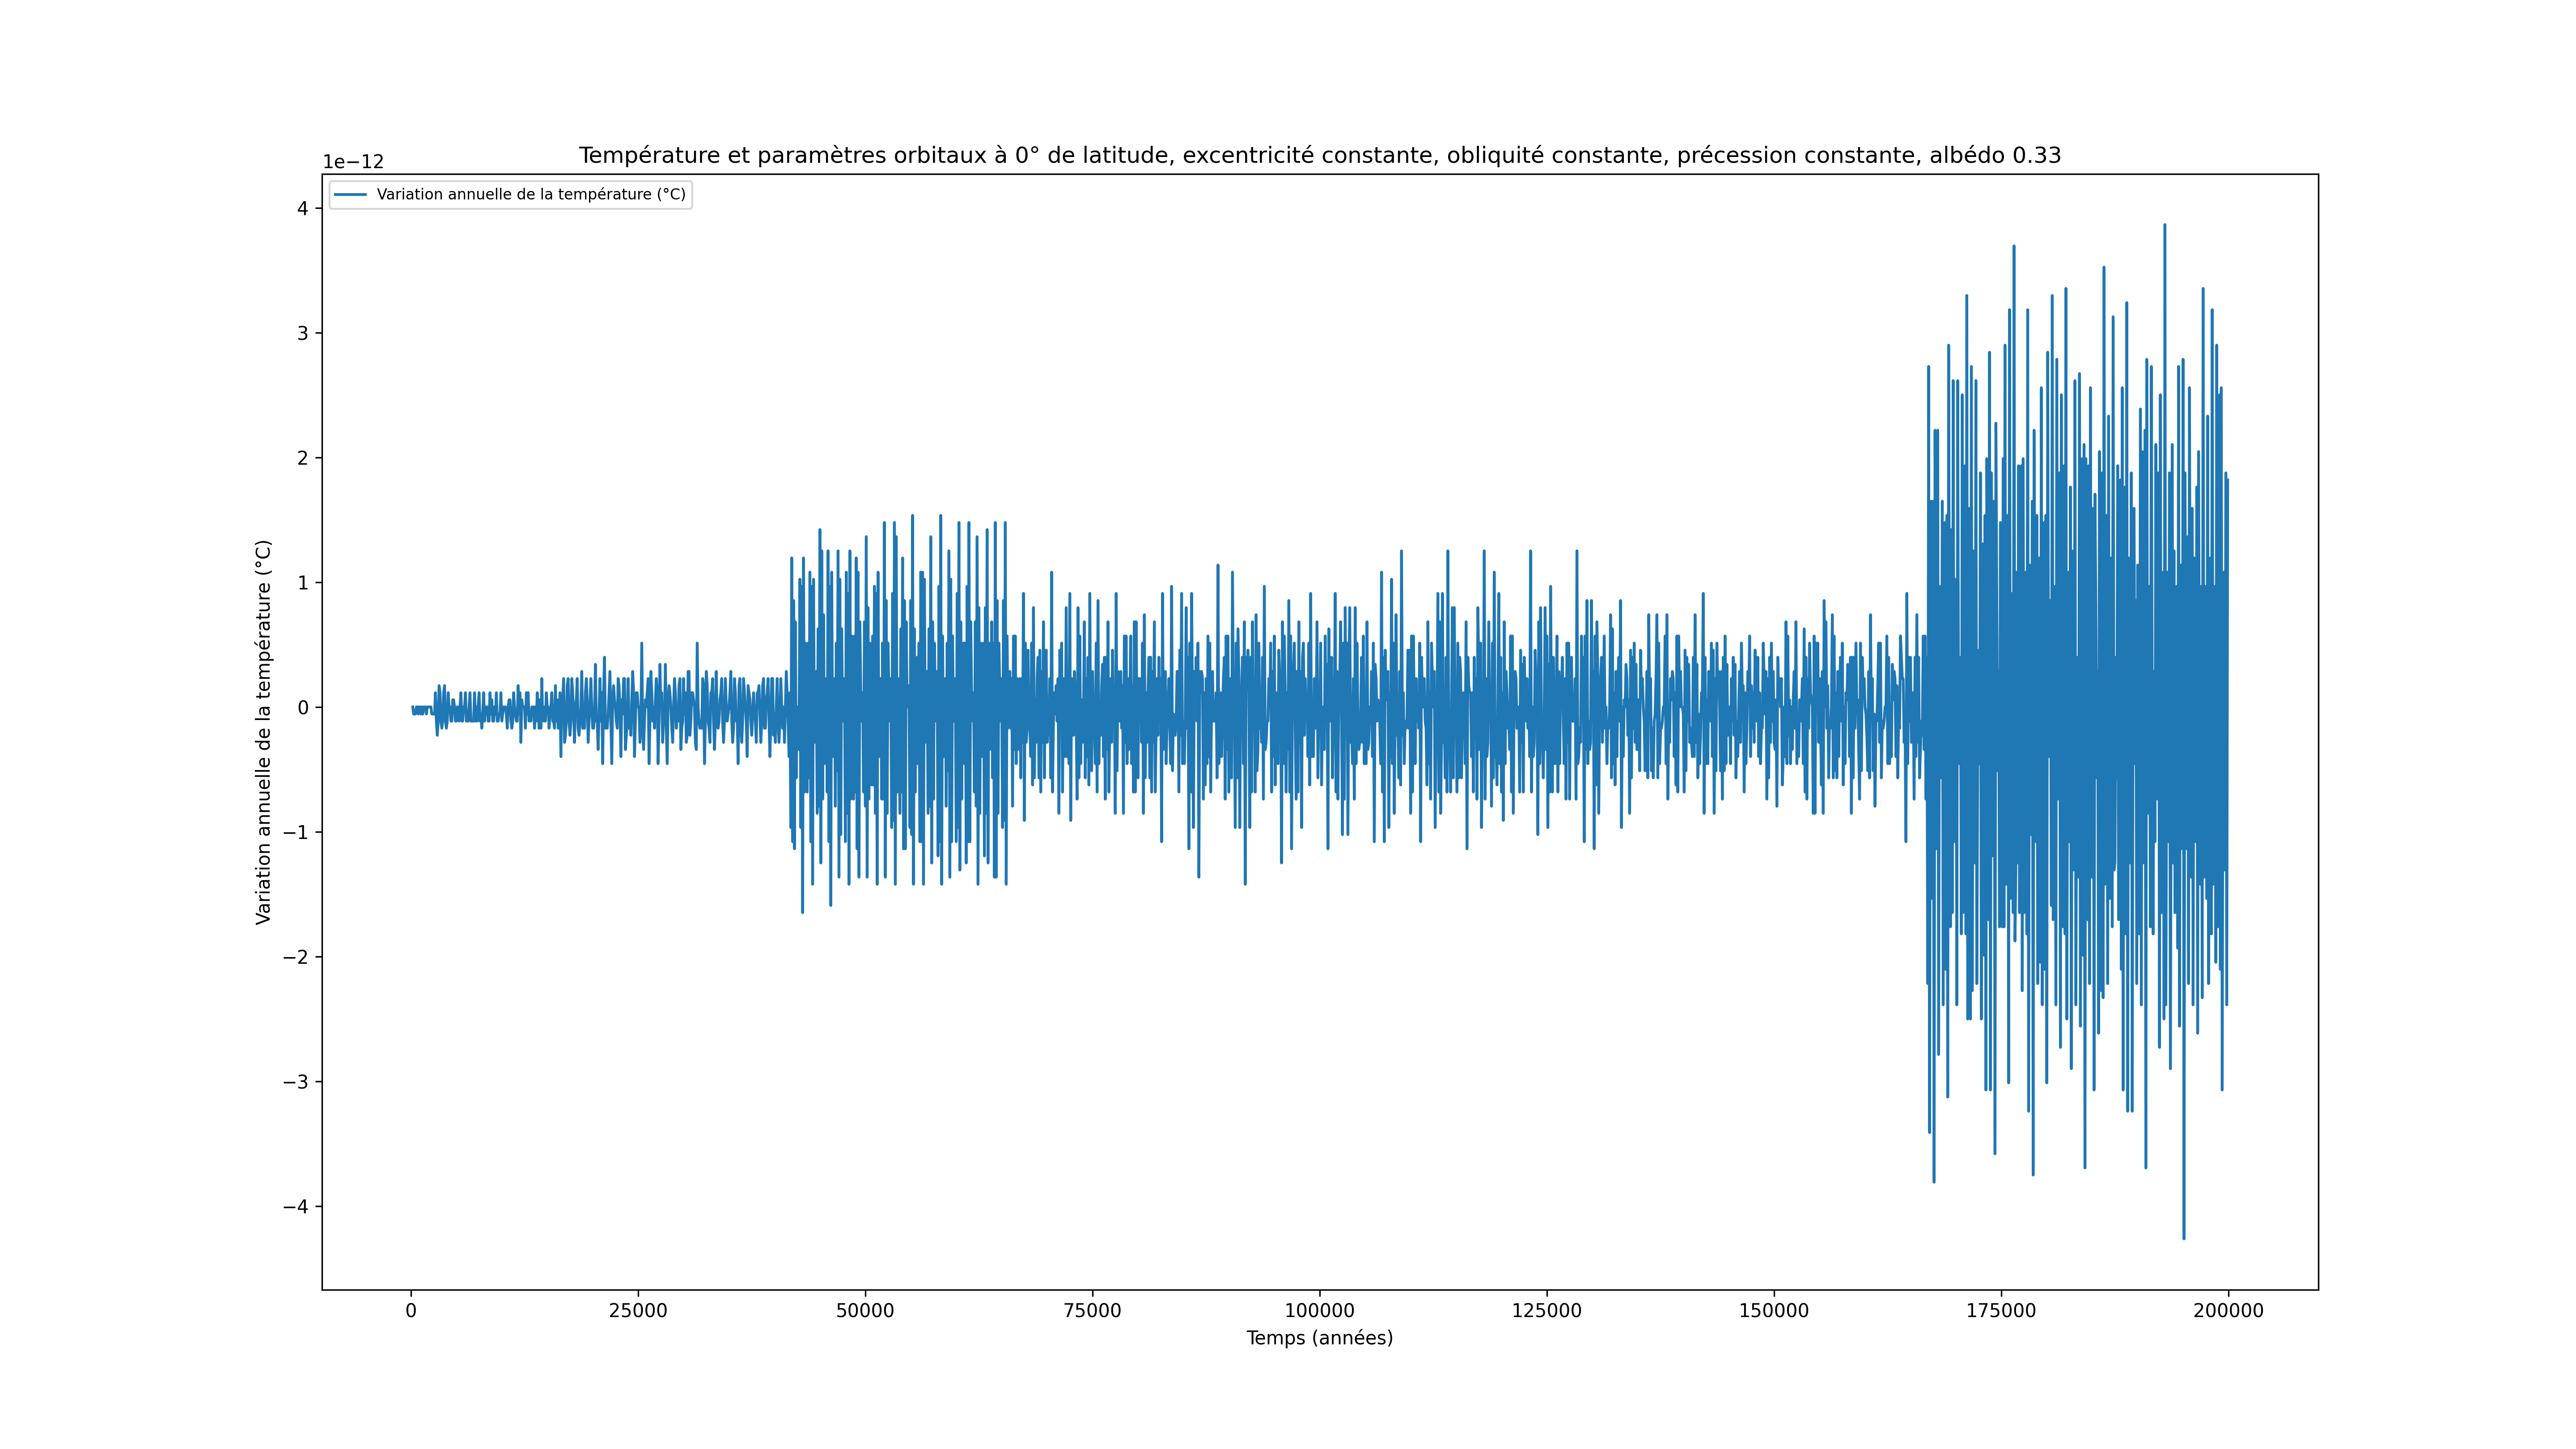 Température et paramètres orbitaux à 0° de latitude, excentricité constante, obliquité constante, précession constante, albédo 0.33
1e−12
Variation annuelle de la température (°C)
4
3
2
1
0
−1
−2
−3
−4
Variation annuelle de la température (°C)
0 25000 50000 75000 100000 125000 150000 175000 200000
Temps (années)